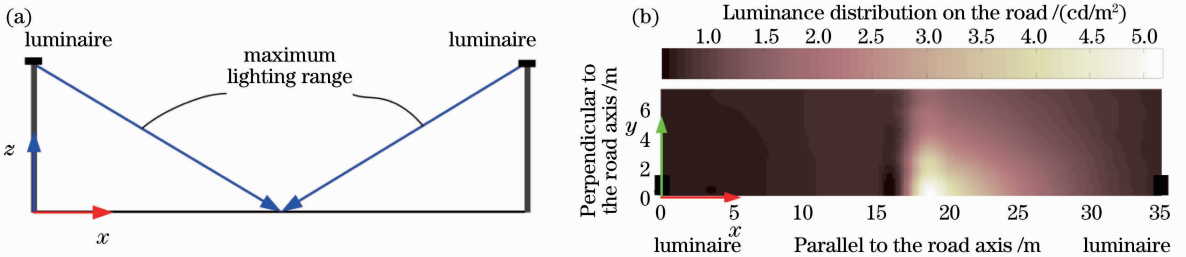 (a)
luminaire
luminaire
maximum
lighting range
z
x
(b)
Luminance distribution on the road /(cd/m²)
1.0 1.5 2.0 2.5 3.0 3.5 4.0 4.5 5.0
Perpendicular to
the road axis /m
6
y
4
2
0
0 5 10 15 20 25 30 35
x
luminaire Parallel to the road axis /m luminaire